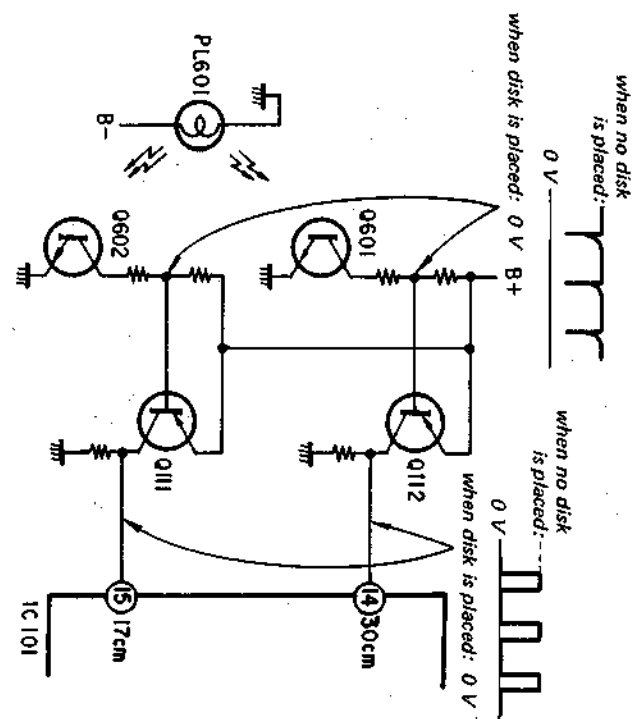 when no disk
is placed:
0 V
when no disk
is placed:
0 V
when disk is placed: 0 V
B+
when disk is placed: 0 V
Q112
Q601
14 30cm
PL601
B-
Q111
Q602
15 17cm
IC101